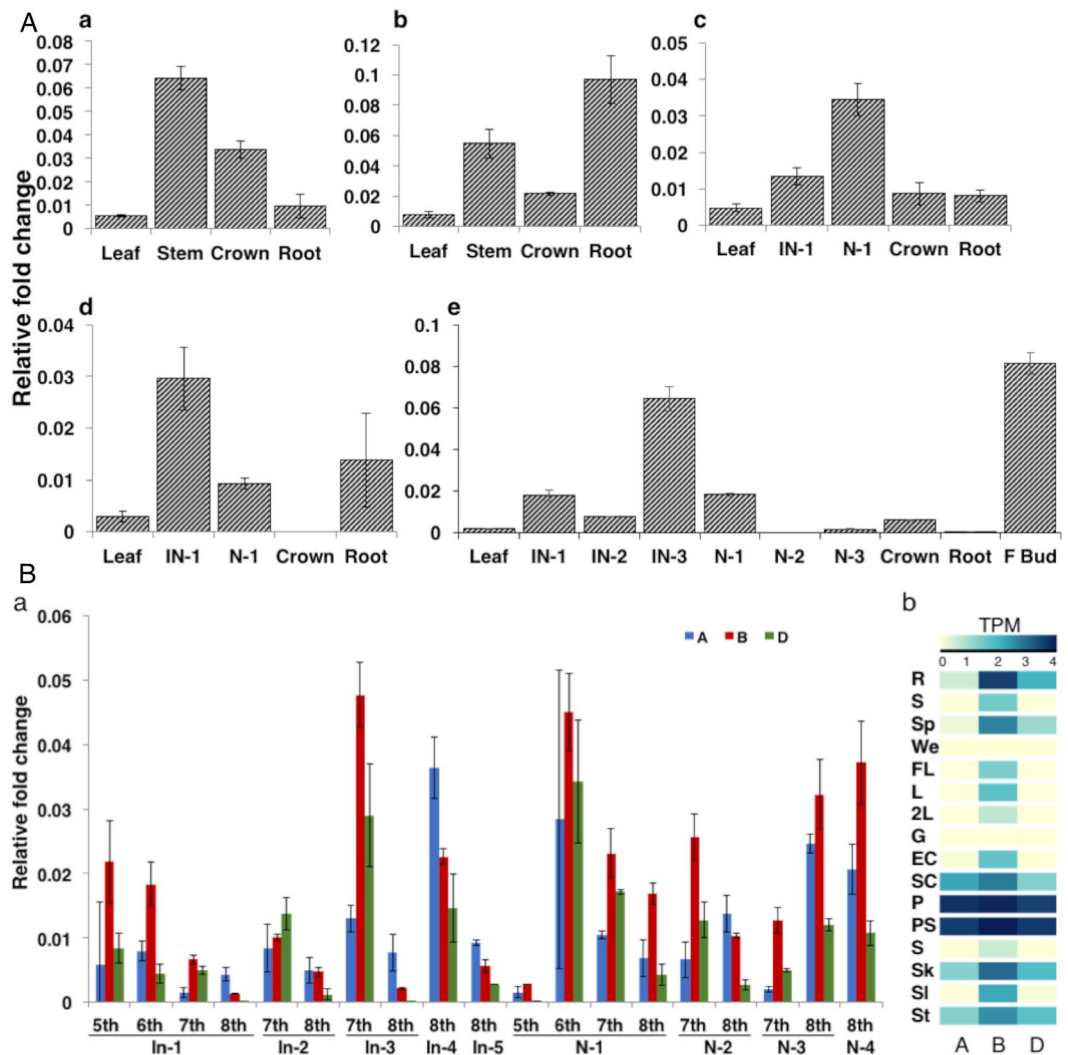 A
a
b
c
0.08
0.07
0.06
0.05
0.04
0.03
0.02
0.01
0
Leaf Stem Crown Root
0.12
0.1
0.08
0.06
0.04
0.02
0
Leaf Stem Crown Root
0.05
0.04
0.03
0.02
0.01
0
Leaf IN-1 N-1 Crown Root
Relative fold change
d
e
0.04
0.03
0.02
0.01
0
Leaf IN-1 N-1 Crown Root
0.1
0.08
0.06
0.04
0.02
0
Leaf IN-1 IN-2 IN-3 N-1 N-2 N-3 Crown Root F Bud
B
a
Relative fold change
0.06
0.05
0.04
0.03
0.02
0.01
0
A B D
5th 6th 7th 8th 7th 8th 7th 8th 8th 8th 5th 6th 7th 8th 7th 8th 7th 8th 8th
In-1 In-2 In-3 In-4 In-5 N-1 N-2 N-3 N-4
b
TPM
0 1 2 3 4
R
S
Sp
We
FL
L
2L
G
EC
SC
P
PS
S
Sk
Sl
St
A B D